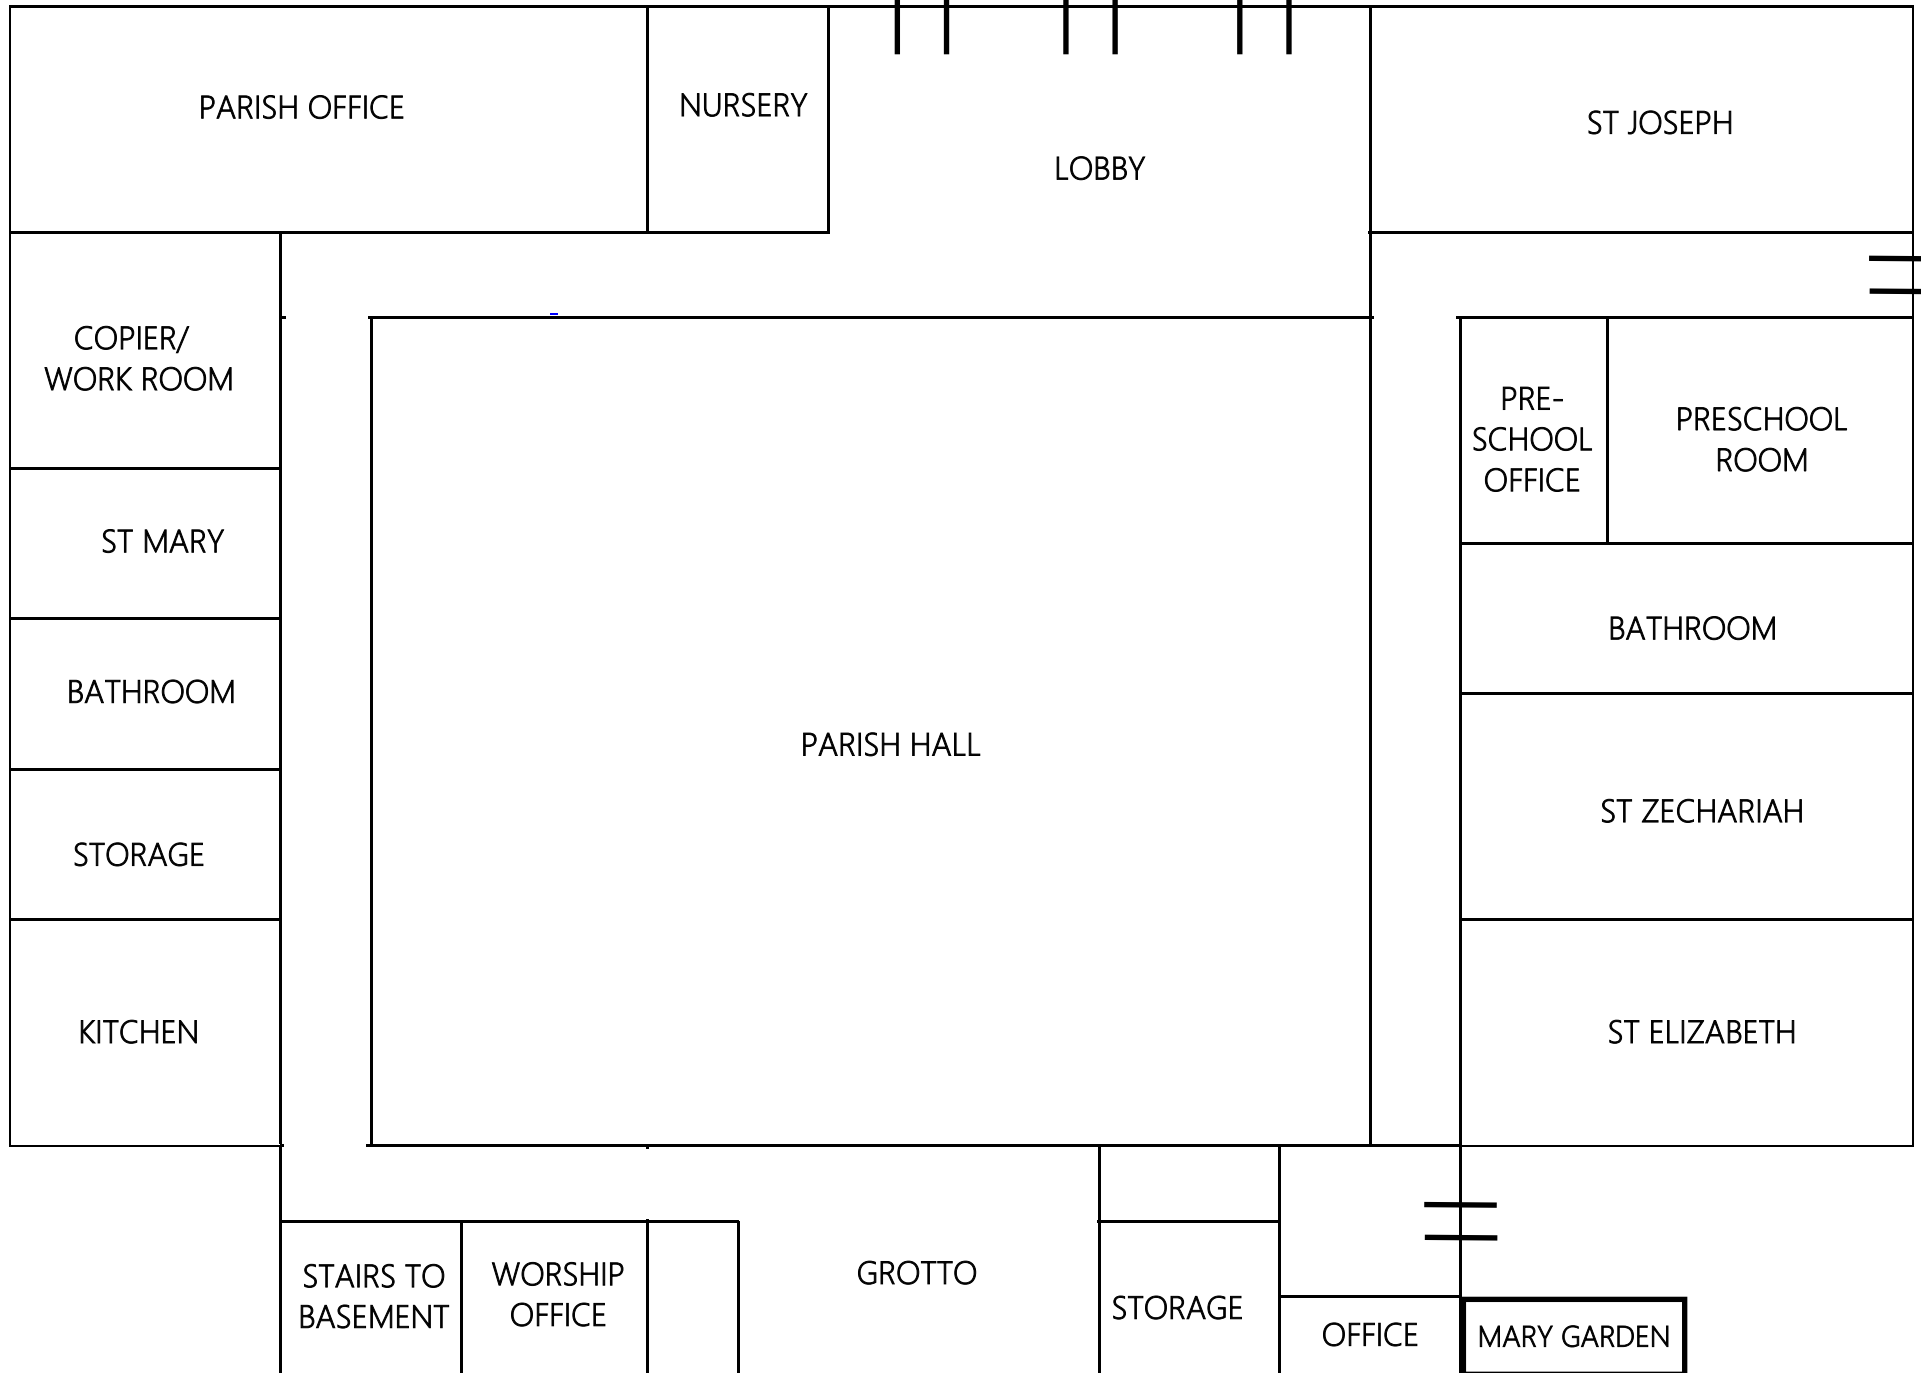 PARISH OFFICE
NURSERY
LOBBY
ST JOSEPH
COPIER/
WORK ROOM
PRE-
SCHOOL
OFFICE
PRESCHOOL
ROOM
ST MARY
BATHROOM
BATHROOM
PARISH HALL
ST ZECHARIAH
STORAGE
KITCHEN
ST ELIZABETH
STAIRS TO
BASEMENT
WORSHIP
OFFICE
GROTTO
STORAGE
OFFICE
MARY GARDEN